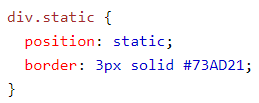 div.static {
  position: static;
  border: 3px solid #73AD21;
}